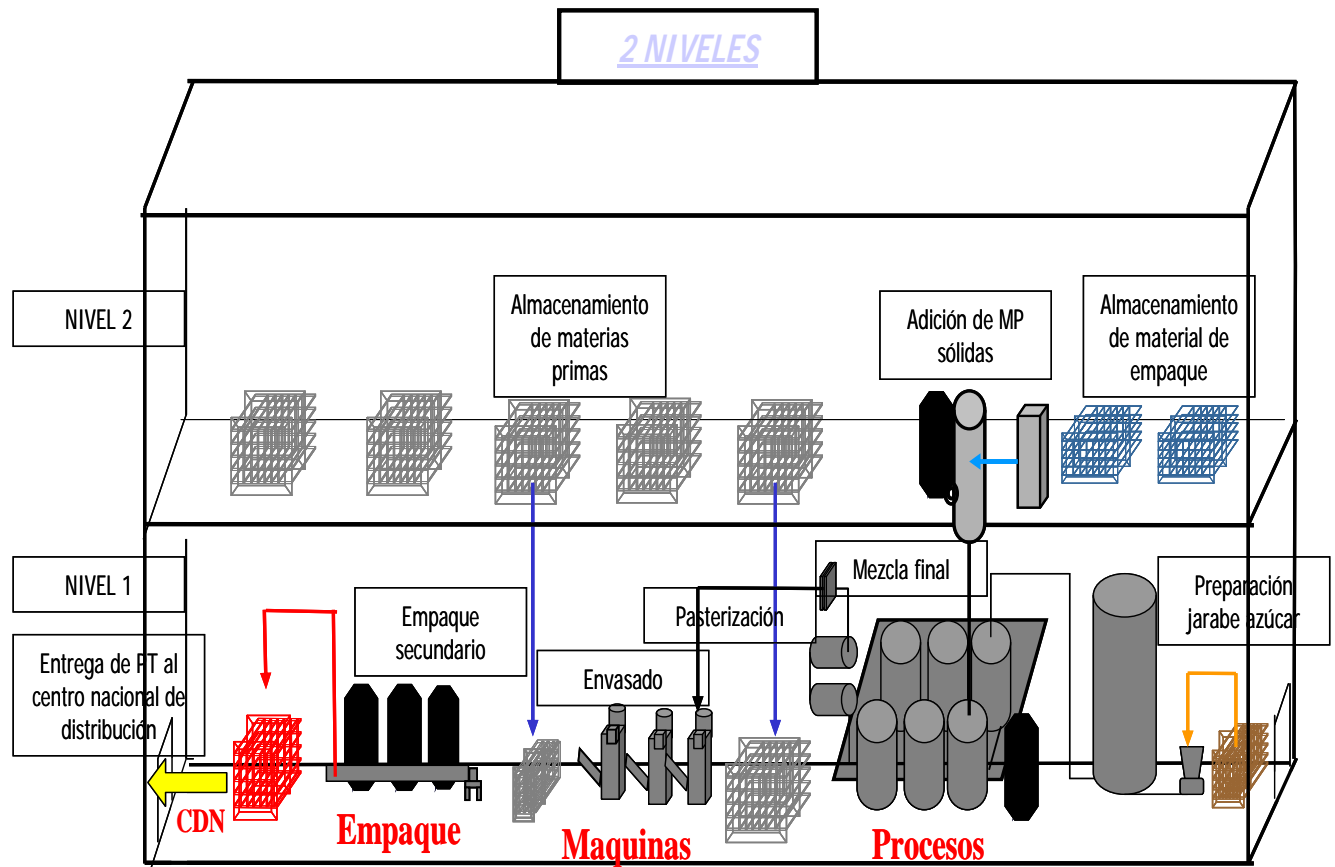 2 NIVELES
NIVEL 2
Almacenamiento
de materias
primas
Adición de MP
sólidas
Almacenamiento
de material de
empaque
NIVEL 1
Entrega de PT al
centro nacional de
distribución
Empaque
secundario
Envasado
Pasterización
Mezcla final
Preparación
jarabe azúcar
CDN
Empaque
Maquinas
Procesos